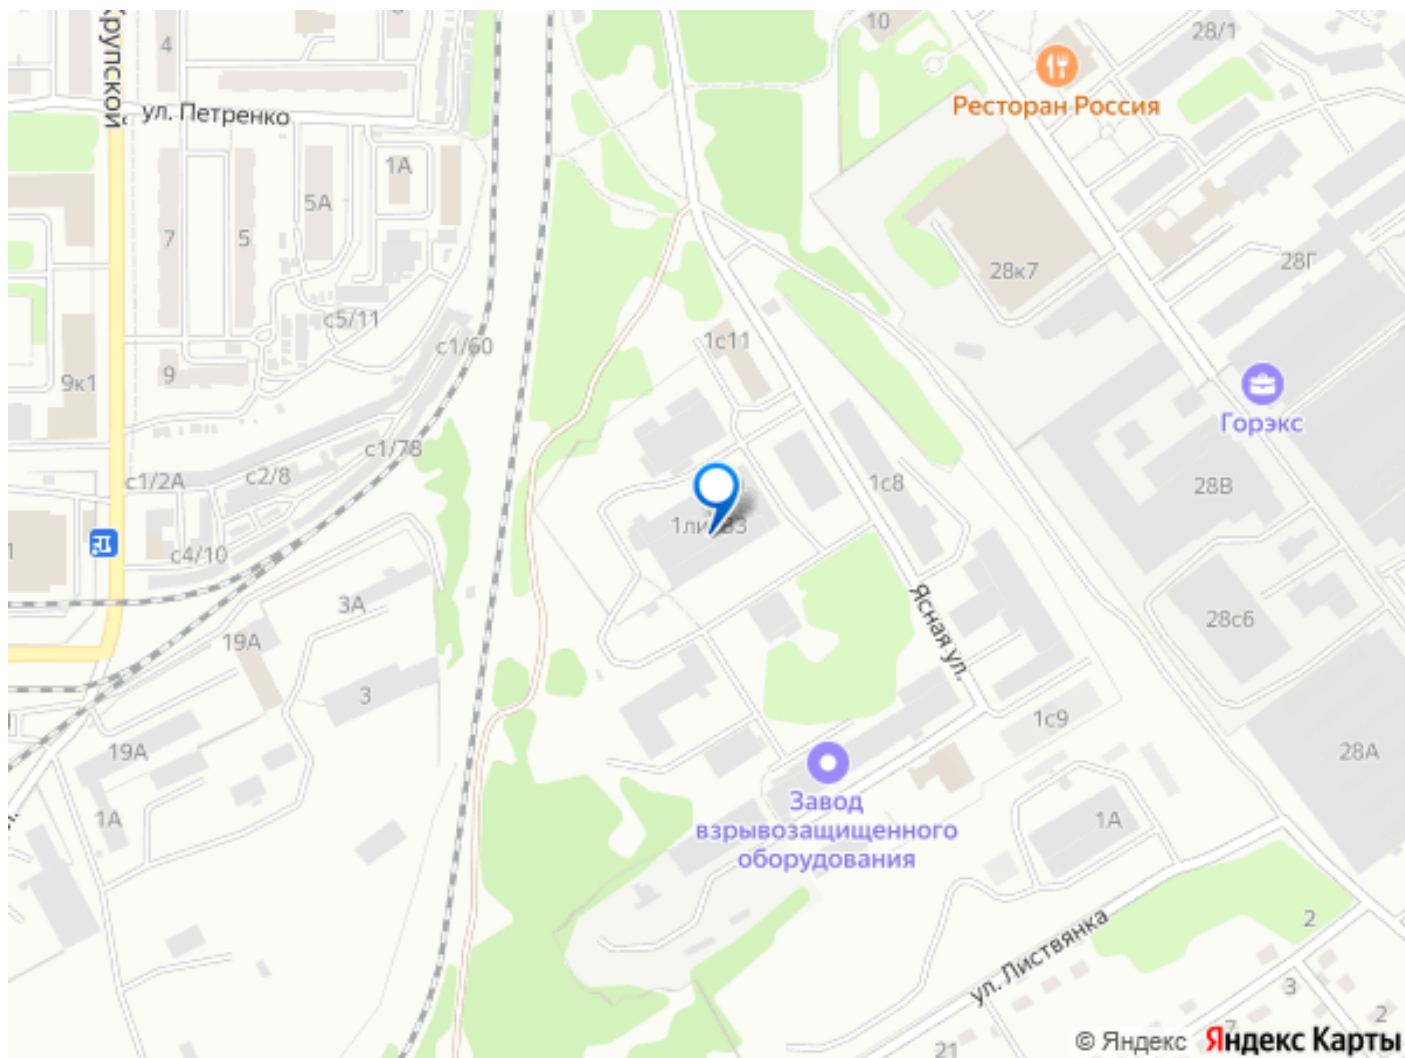 Крупской
4
10
28/1
Ресторан Россия
ул. Петренко
1А
5А
7
5
28к7
28Г
с5/11
1с11
с1/60
9
9к1
Горэкс
с1/78
с1/2А
с2/8
1с8
28В
с4/10
3А
19А
Ясная ул.
28с6
3
1с9
19А
28А
1А
Завод
взрывозащищенного
оборудования
1А
ул. Листвянка
2
3
2
7
21
© Яндекс Яндекс Карты